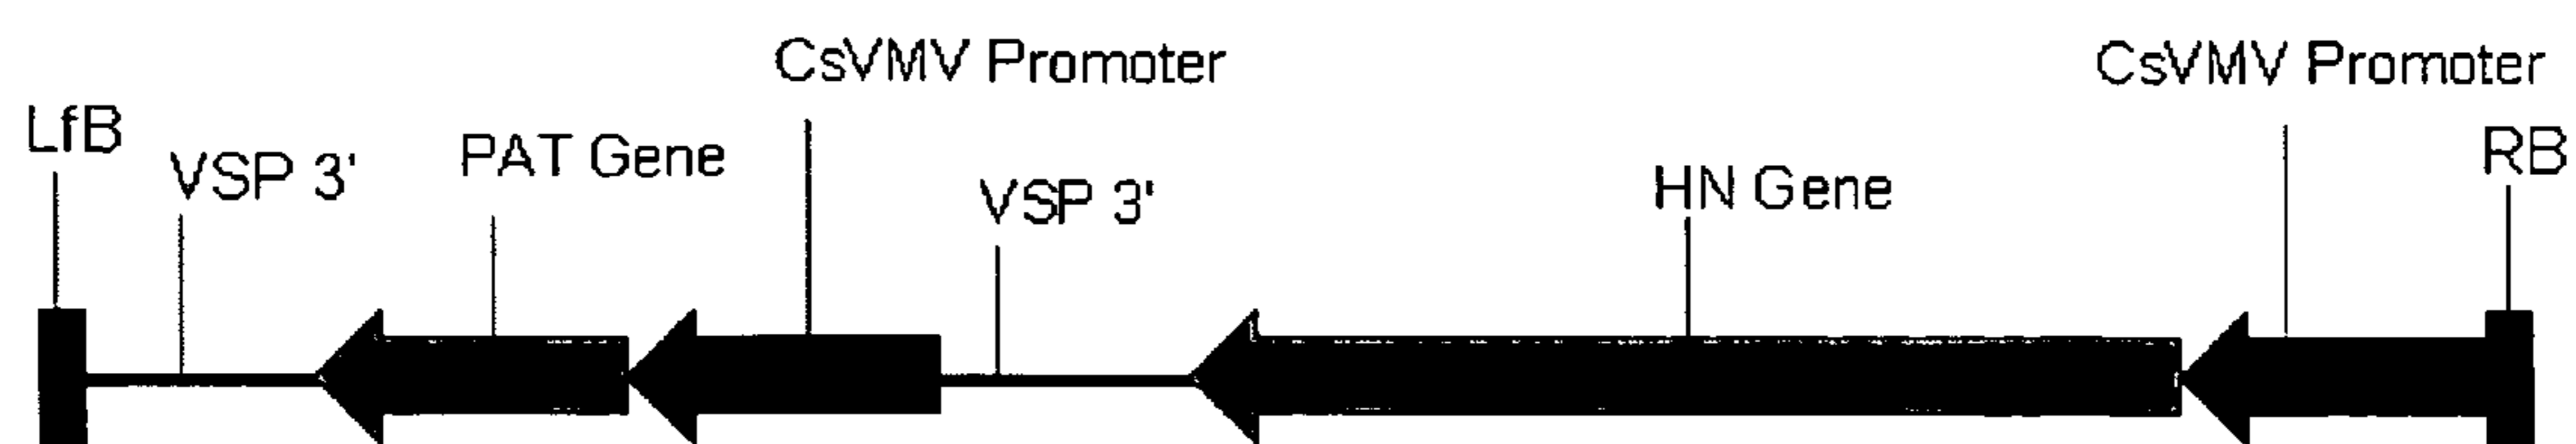 LfB
VSP 3'
PAT Gene
CsVMV Promoter
VSP 3'
HN Gene
CsVMV Promoter
RB